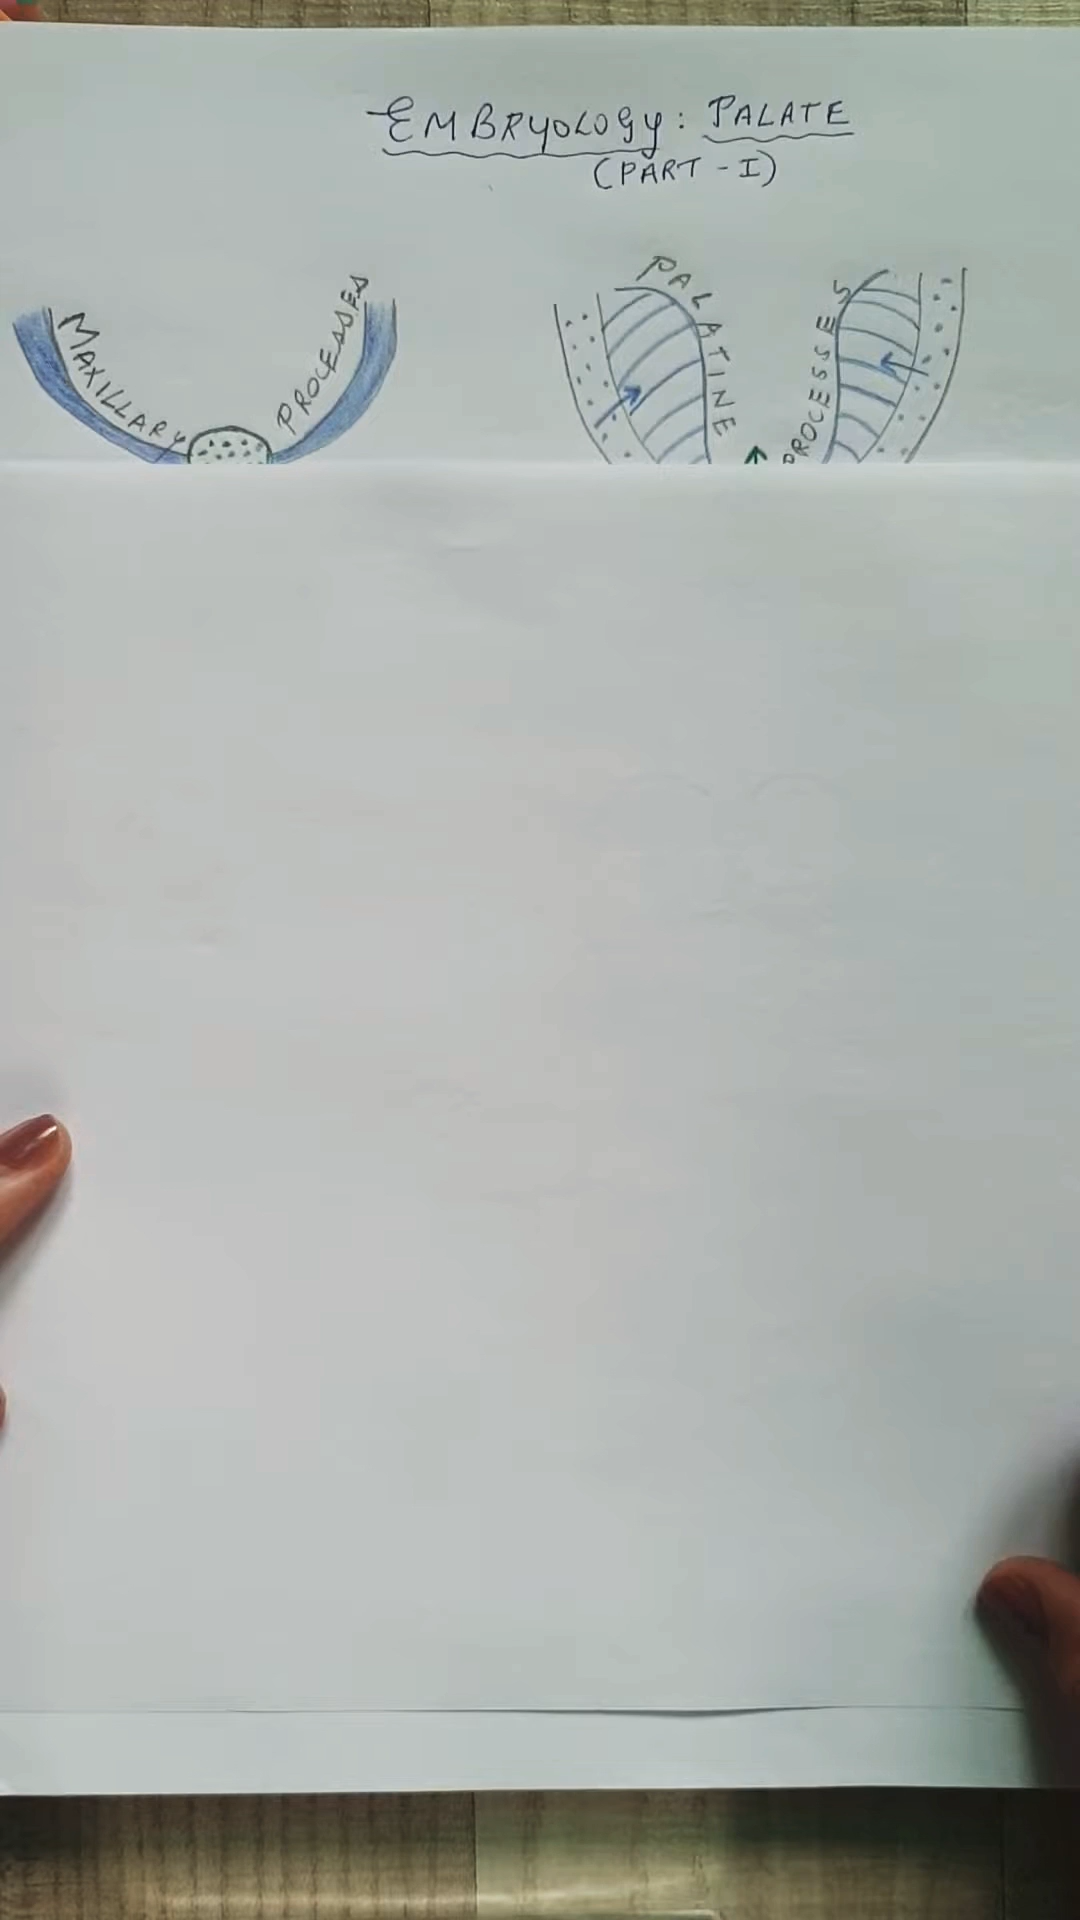 EMBRYOLOGY: PALATE
(PART - I)
MAXILLARY PROCESSES
PALATINE PROCESSES